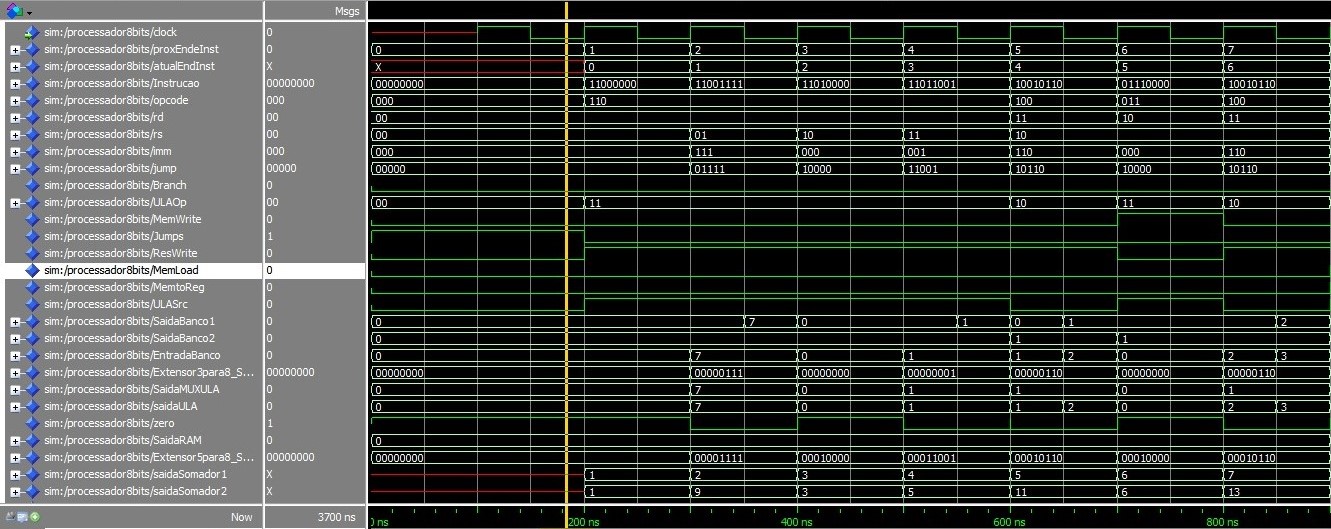 Msgs
sim:/processador8bits/clock 0
sim:/processador8bits/proxEndeInst 0 0 1 2 3 4 5 6 7
sim:/processador8bits/atualEndInst X X 0 1 2 3 4 5 6
sim:/processador8bits/Instrucao 00000000 00000000 11000000 11001111 11010000 11011001 10010110 01110000 10010110
sim:/processador8bits/opcode 000 000 110 100 011 100
sim:/processador8bits/rd 00 00 11 10 11
sim:/processador8bits/rs 00 00 01 10 11 10
sim:/processador8bits/imm 000 000 111 000 001 110 000 110
sim:/processador8bits/jump 00000 00000 01111 10000 11001 10110 10000 10110
sim:/processador8bits/Branch 0
sim:/processador8bits/ULAOp 00 00 11 10 11 10
sim:/processador8bits/MemWrite 0
sim:/processador8bits/Jumps 1
sim:/processador8bits/ResWrite 0
sim:/processador8bits/MemLoad 0
sim:/processador8bits/MemtoReg 0
sim:/processador8bits/ULASrc 0
sim:/processador8bits/SaidaBanco1 0 0 7 0 1 0 1 2
sim:/processador8bits/SaidaBanco2 0 0 1 1
sim:/processador8bits/EntradaBanco 0 0 7 0 1 1 2 0 2 3
sim:/processador8bits/Extensor3para8_S... 00000000 00000000 00000111 00000000 00000001 00000110 00000000 00000110
sim:/processador8bits/SaidaMUXULA 0 0 7 0 1 1 0 1
sim:/processador8bits/saidaULA 0 0 7 0 1 1 2 0 2 3
sim:/processador8bits/zero 1
sim:/processador8bits/SaidaRAM 0 0
sim:/processador8bits/Extensor5para8_S... 00000000 00000000 00001111 00010000 00011001 00010110 00010000 00010110
sim:/processador8bits/saidaSomador1 X 1 2 3 4 5 6 7
sim:/processador8bits/saidaSomador2 X 1 9 3 5 11 6 13
Now 3700 ns ns 200 ns 400 ns 600 ns 800 ns